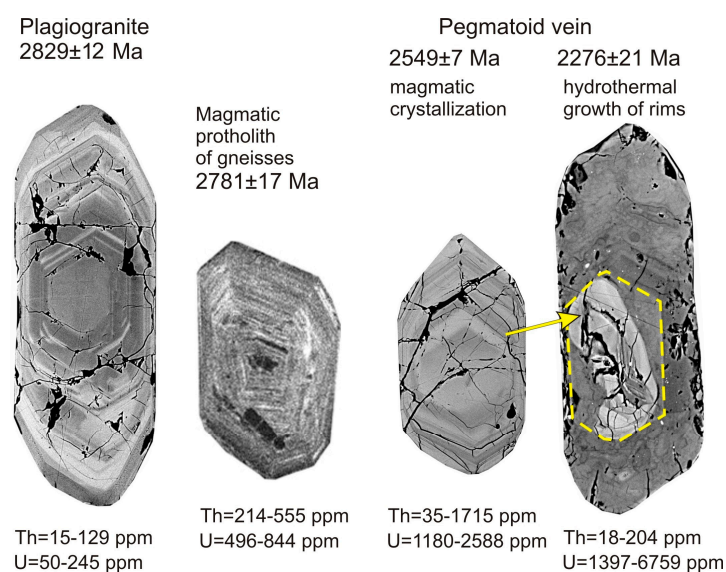 Plagiogranite
2829±12 Ma
Magmatic
protholith
of gneisses
2781±17 Ma
Pegmatoid vein
2549±7 Ma
magmatic
crystallization
2276±21 Ma
hydrothermal
growth of rims
Th=15-129 ppm
U=50-245 ppm
Th=214-555 ppm
U=496-844 ppm
Th=35-1715 ppm
U=1180-2588 ppm
Th=18-204 ppm
U=1397-6759 ppm